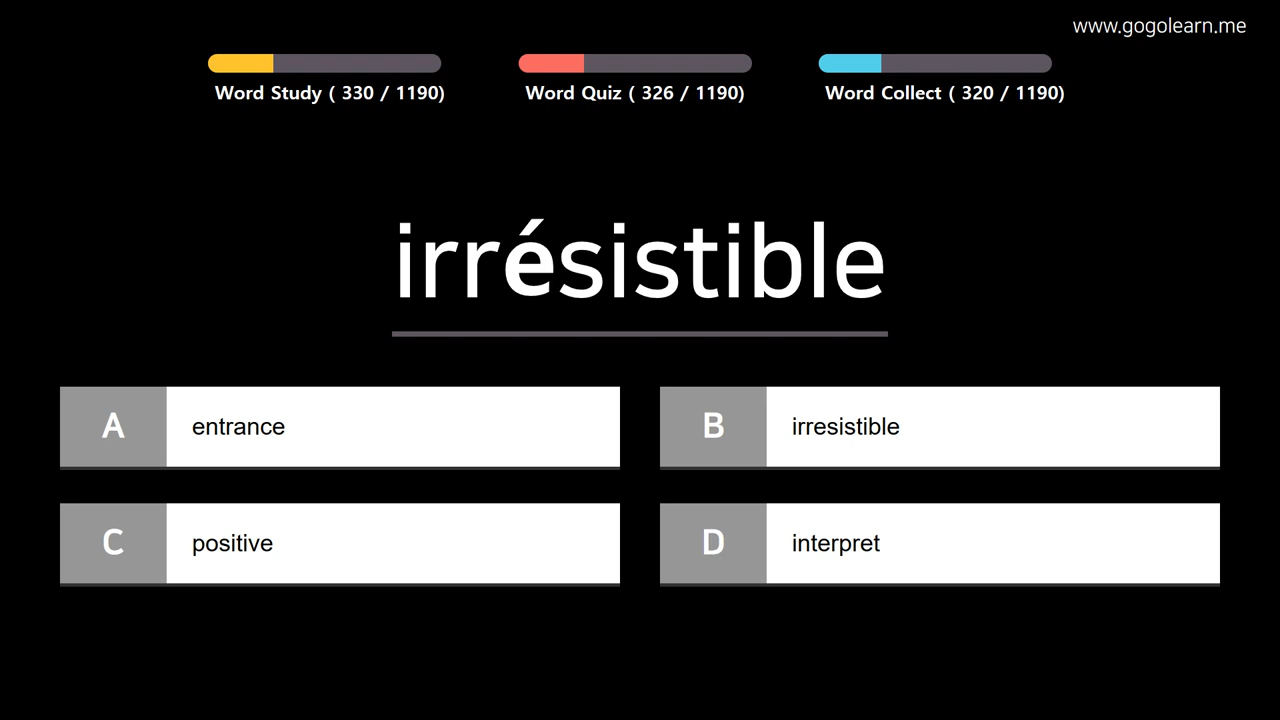 www.gogolearn.me
Word Study ( 330 / 1190)
Word Quiz ( 326 / 1190)
Word Collect ( 320 / 1190)
irrésistible
A entrance
B irresistible
C positive
D interpret